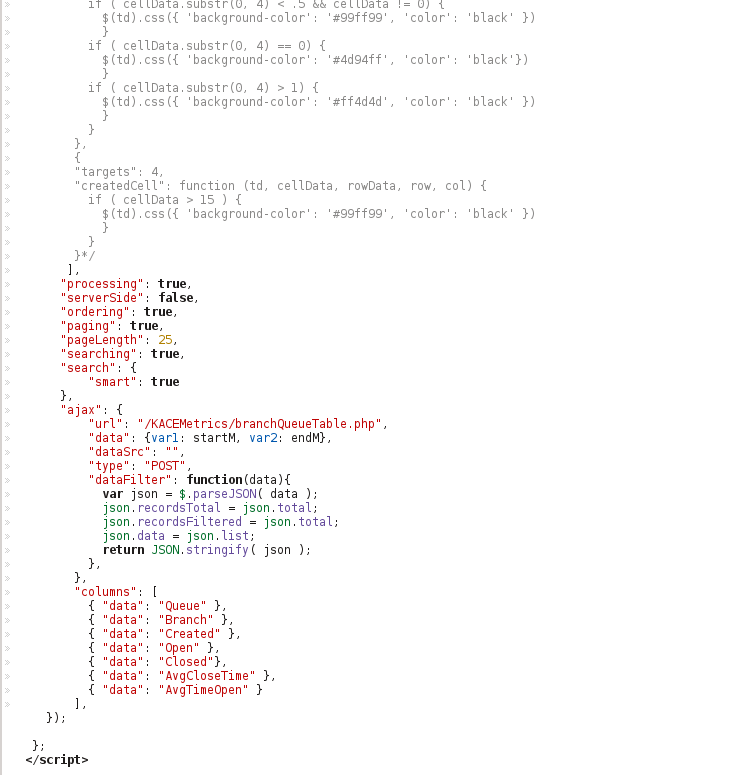 if ( cellData.substr(0, 4) < .5 && cellData != 0) {
$(td).css({ 'background-color': '#99ff99', 'color': 'black' })
}
if ( cellData.substr(0, 4) == 0) {
$(td).css({ 'background-color': '#4d94ff', 'color': 'black'})
}
if ( cellData.substr(0, 4) > 1) {
$(td).css({ 'background-color': '#ff4d4d', 'color': 'black' })
}
}
},
{
"targets": 4,
"createdCell": function (td, cellData, rowData, row, col) {
if ( cellData > 15 ) {
$(td).css({ 'background-color': '#99ff99', 'color': 'black' })
}
}
}*/
],
"processing": true,
"serverSide": false,
"ordering": true,
"paging": true,
"pageLength": 25,
"searching": true,
"search": {
"smart": true
},
"ajax": {
"url": "/KACEMetrics/branchQueueTable.php",
"data": {var1: startM, var2: endM},
"dataSrc": "",
"type": "POST",
"dataFilter": function(data){
var json = $.parseJSON( data );
json.recordsTotal = json.total;
json.recordsFiltered = json.total;
json.data = json.list;
return JSON.stringify( json );
},
},
"columns": [
{ "data": "Queue" },
{ "data": "Branch" },
{ "data": "Created" },
{ "data": "Open" },
{ "data": "Closed"},
{ "data": "AvgCloseTime" },
{ "data": "AvgTimeOpen" }
],
});
};
</script>